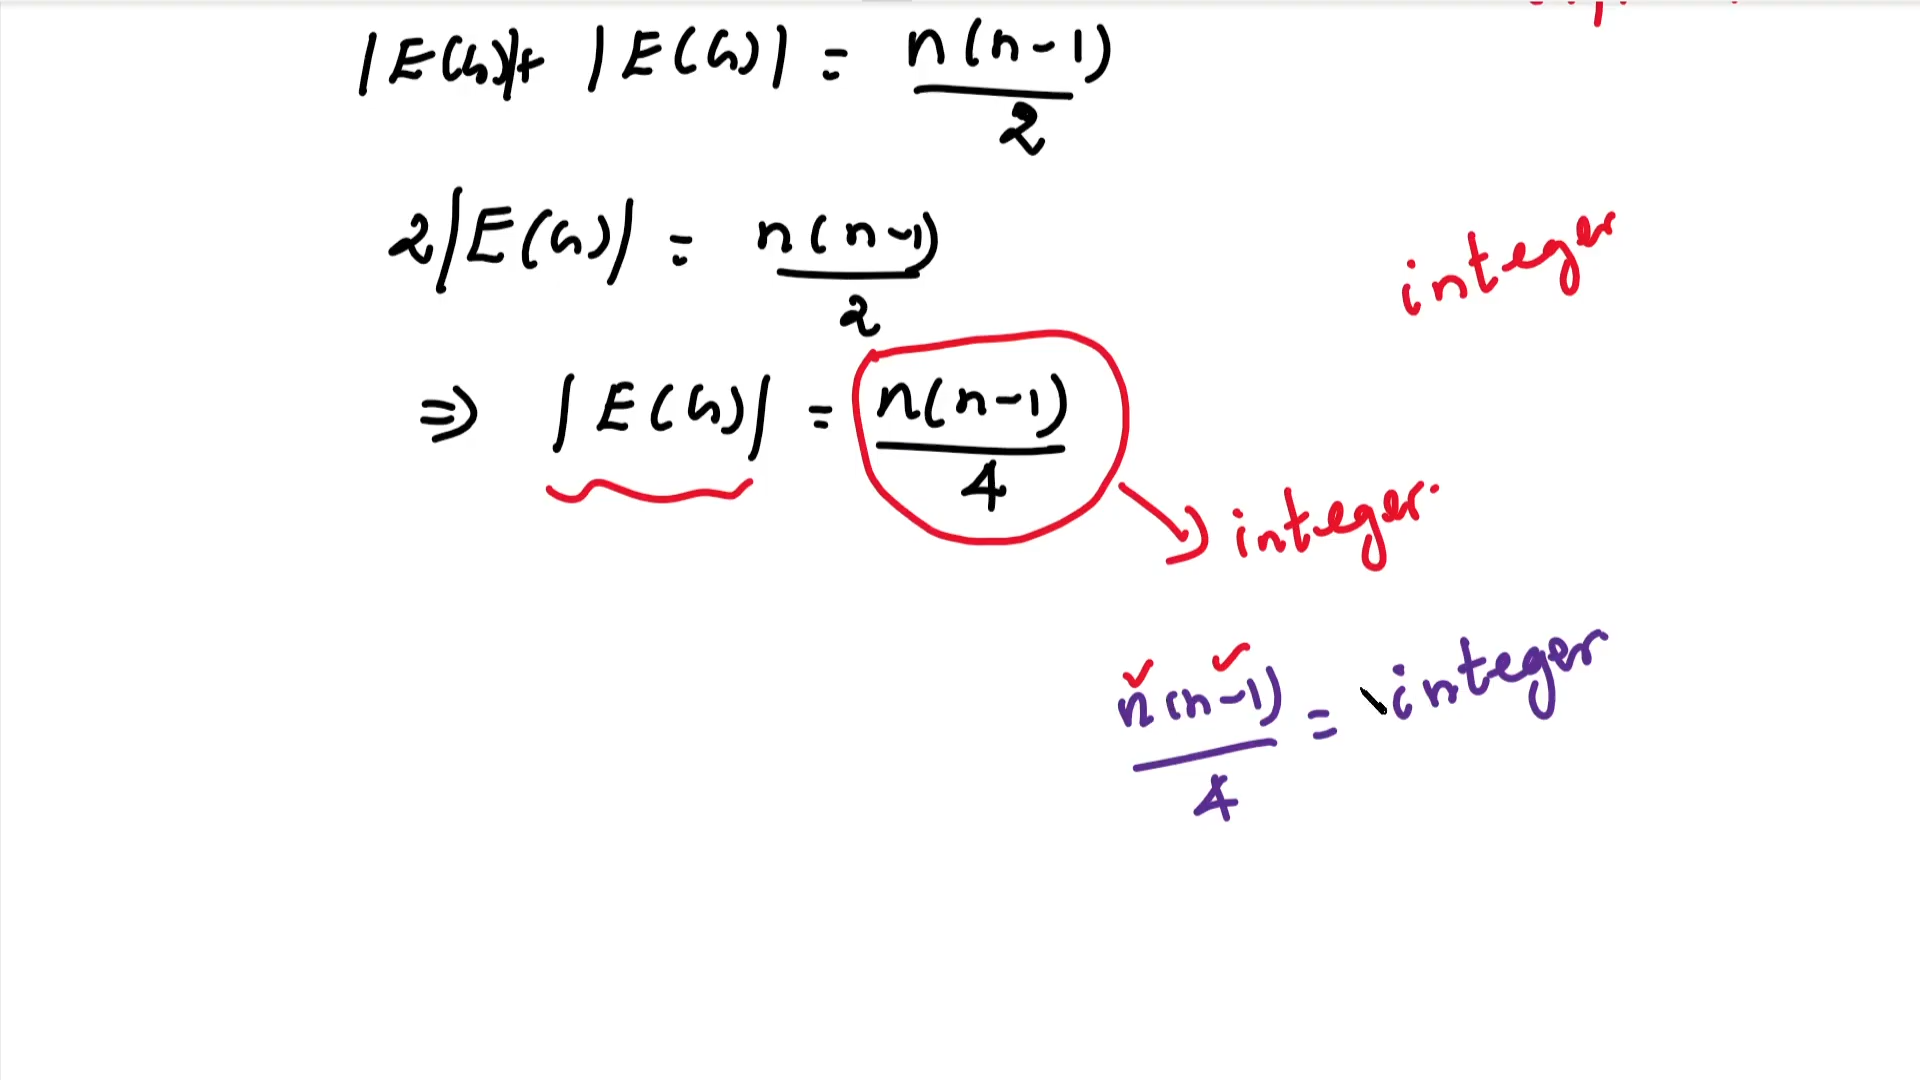 |E(G)|+ |E(G)| = n(n-1)/2
2|E(G)| = n(n-1)/2
integer
⇒ |E(G)| = n(n-1)/4
→ integer.
n(n-1)/4 = integer